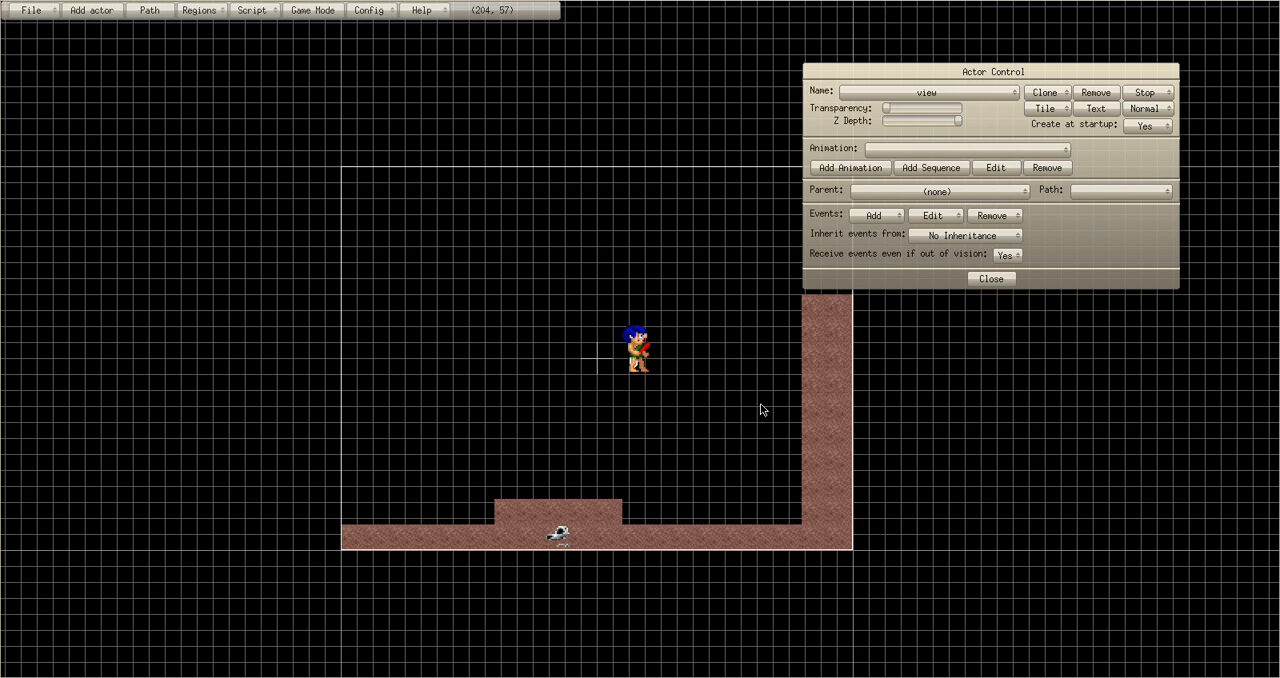 File Add actor Path Regions Script Game Mode Config Help (204, 57)
Actor Control
Name: view Clone Remove Stop
Transparency: Tile Text Normal
Z Depth: Create at startup: Yes
Animation:
Add Animation Add Sequence Edit Remove
Parent: (none) Path:
Events: Add Edit Remove
Inherit events from: No Inheritance
Receive events even if out of vision: Yes
Close